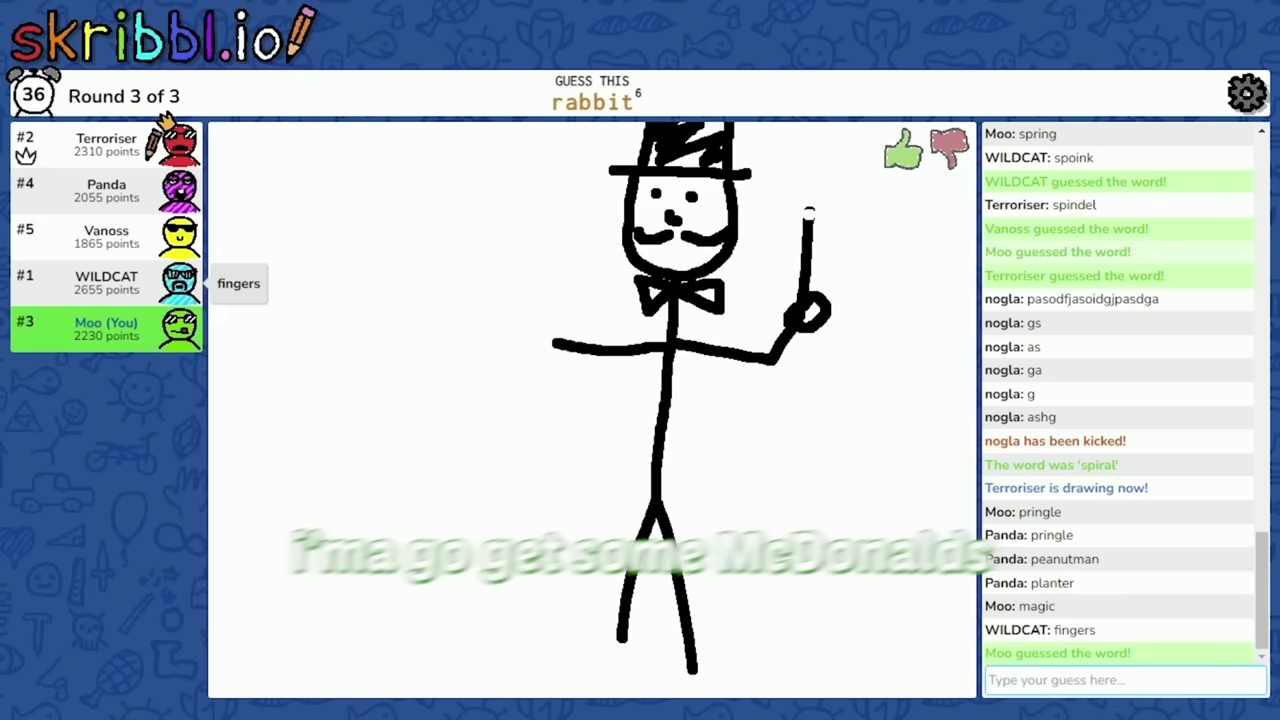 skribbl.io
36
Round 3 of 3
GUESS THIS
rabbit 6
#2
Terroriser
2310 points
#4
Panda
2055 points
#5
Vanoss
1865 points
#1
WILDCAT
2655 points
fingers
#3
Moo (You)
2230 points
I'ma go get some McDonalds
Moo: spring
WILDCAT: spoink
WILDCAT guessed the word!
Terroriser: spindel
Vanoss guessed the word!
Moo guessed the word!
Terroriser guessed the word!
nogla: pasodfjasoidgjpasdga
nogla: gs
nogla: as
nogla: ga
nogla: g
nogla: ashg
nogla has been kicked!
The word was 'spiral'
Terroriser is drawing now!
Moo: pringle
Panda: pringle
Panda: peanutman
Panda: planter
Moo: magic
WILDCAT: fingers
Moo guessed the word!
Type your guess here...